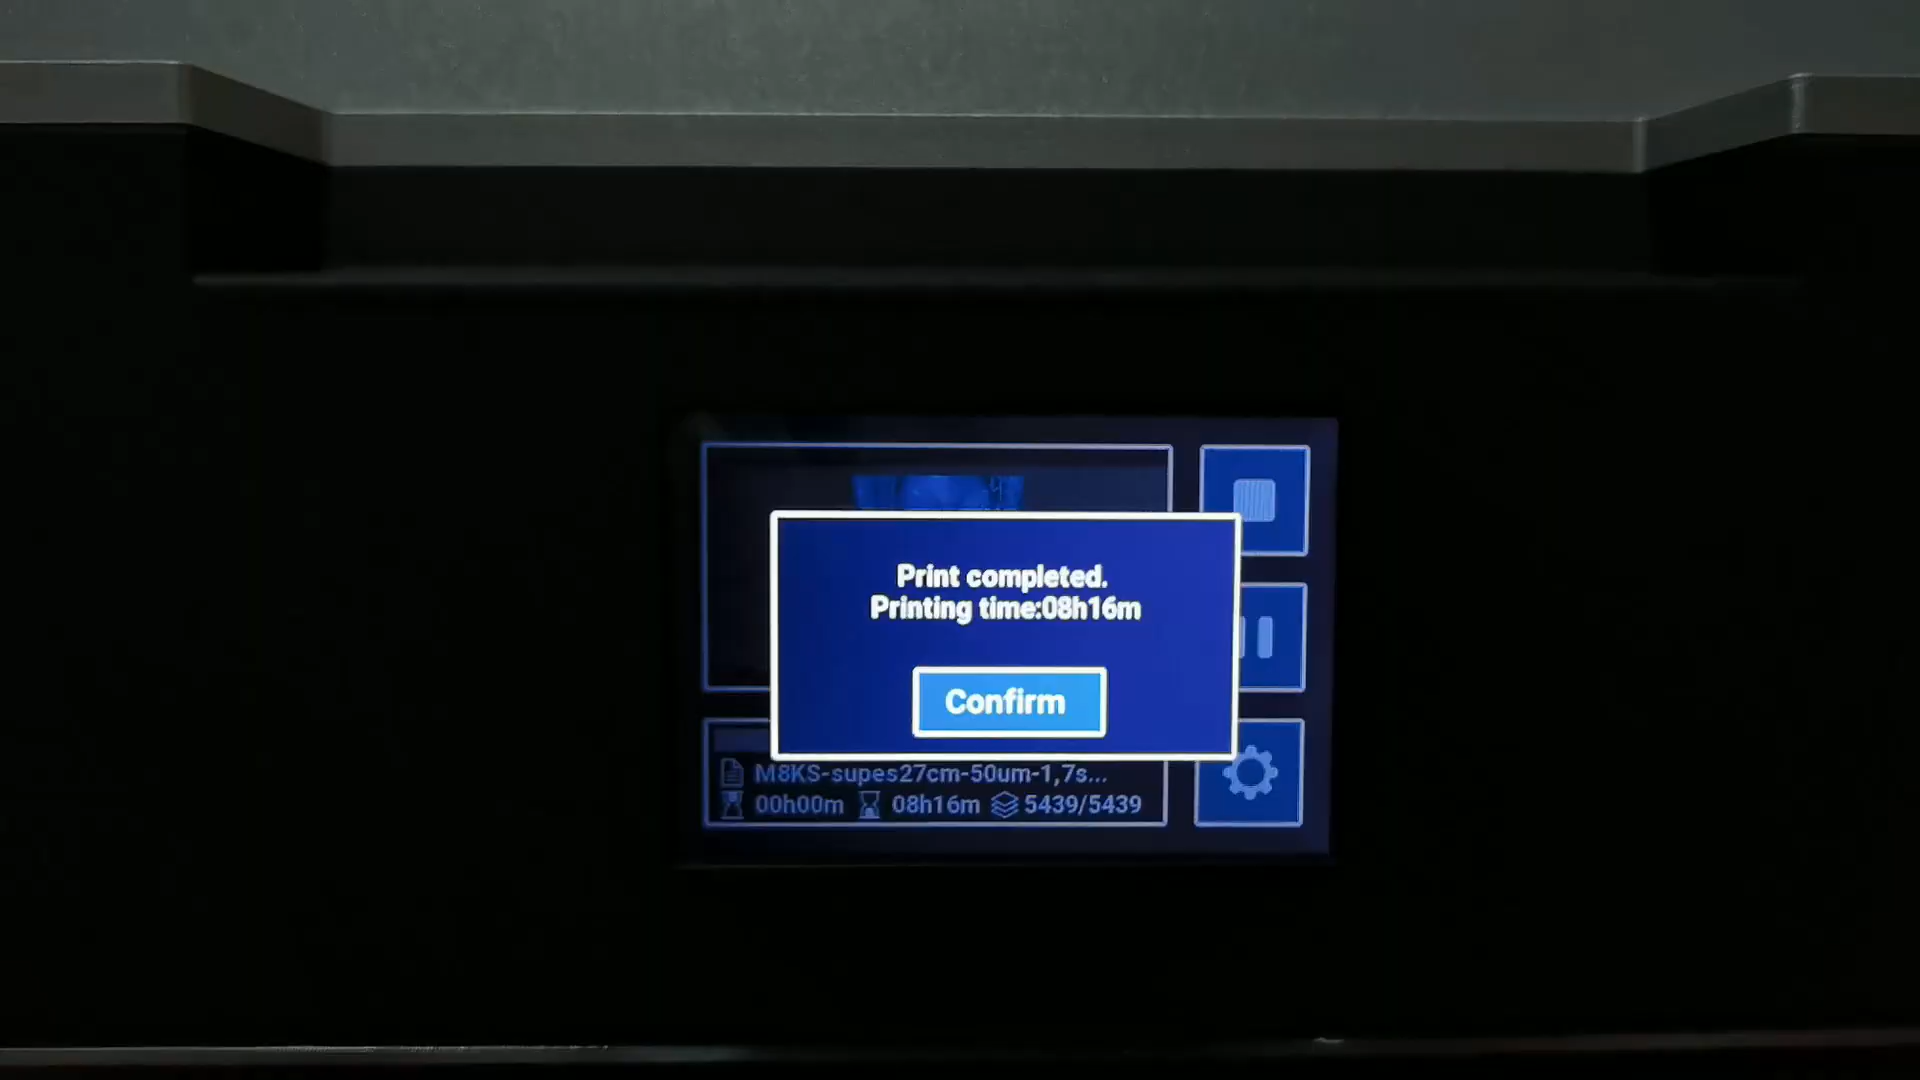 Print completed.
Printing time:08h16m
Confirm
M8KS-supes27cm-50um-1,7s...
00h00m 08h16m 5439/5439